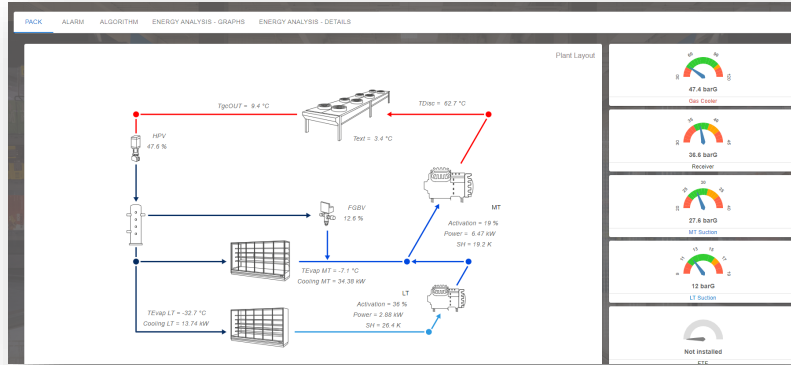 PACK ALARM ALGORITHM ENERGY ANALYSIS - GRAPHS ENERGY ANALYSIS - DETAILS
Plant Layout
TgcOUT = 9.4 °C
TDisc = 62.7 °C
Text = 3.4 °C
HPV
47.6 %
FGBV
12.6 %
MT
Activation = 19 %
Power = 6.47 kW
SH = 19.2 K
TEvap MT = -7.1 °C
Cooling MT = 34.38 kW
LT
Activation = 36 %
Power = 2.88 kW
SH = 26.4 K
TEvap LT = -32.7 °C
Cooling LT = 13.74 kW
47.4 barG
Gas Cooler
36.6 barG
Receiver
27.6 barG
MT Suction
12 barG
LT Suction
Not installed